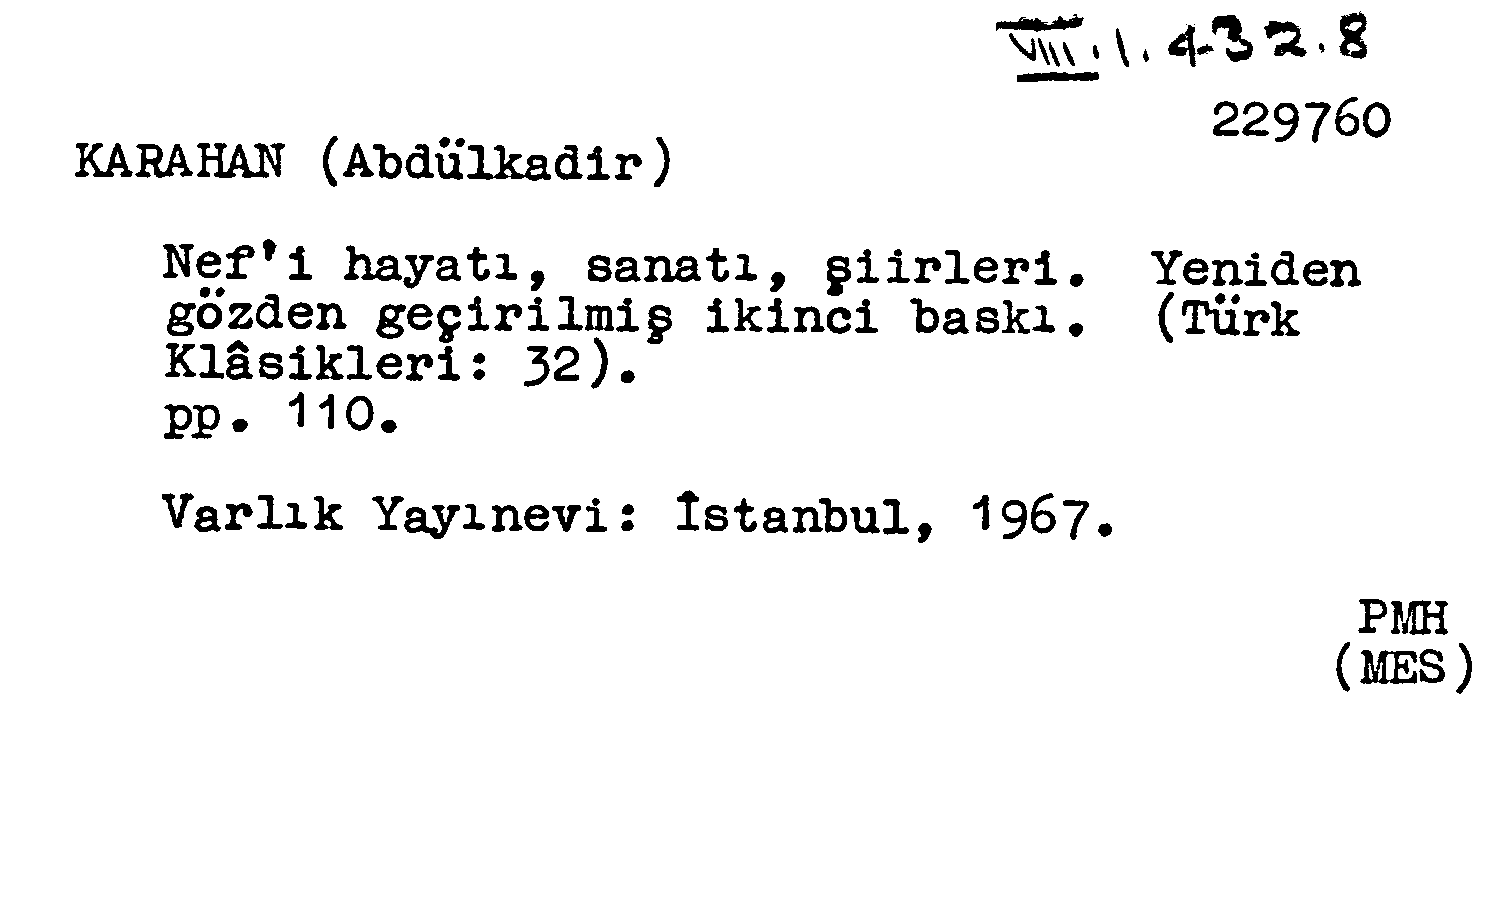 VIII.1.432.8
229760
KARAHAN (Abdülkadir)
Nef'i hayatı, sanatı, şiirleri. Yeniden
gözden geçirilmiş ikinci baskı. (Türk
Klâsikleri: 32).
pp. 110.
Varlık Yayınevi: İstanbul, 1967.
PMH
(MES)